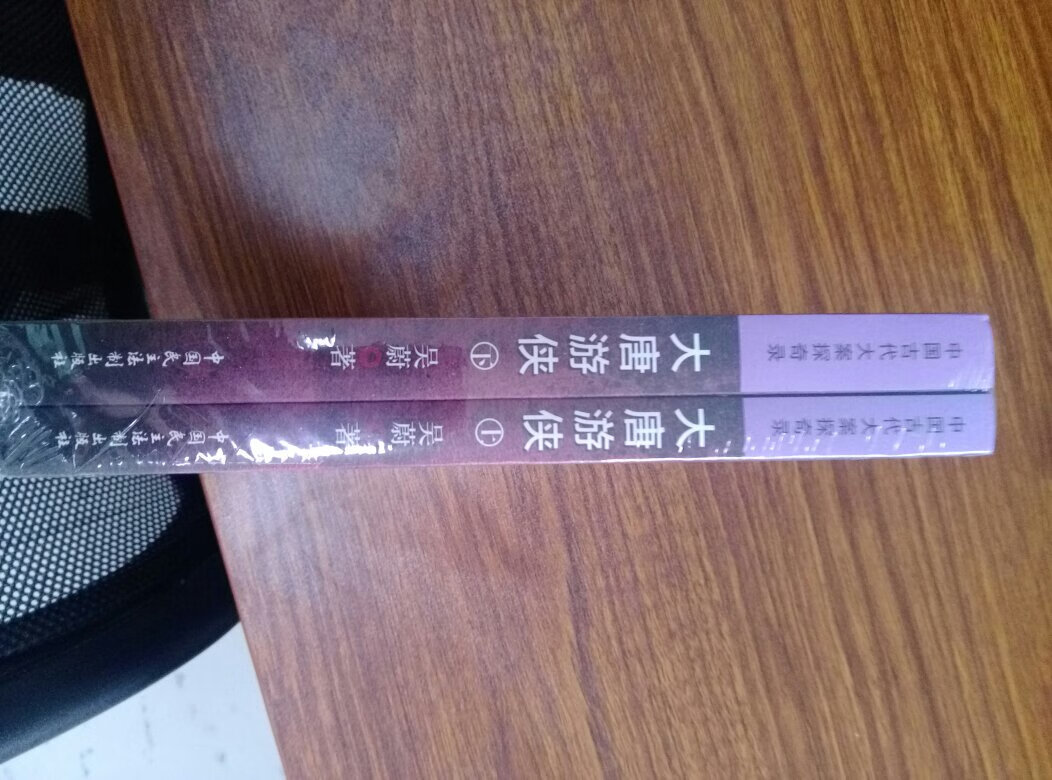 中国古代大案探奇录
大唐游侠
下
吴蔚 著
中国民主法制出版社
中国古代大案探奇录
大唐游侠
上
吴蔚 著
中国民主法制出版社